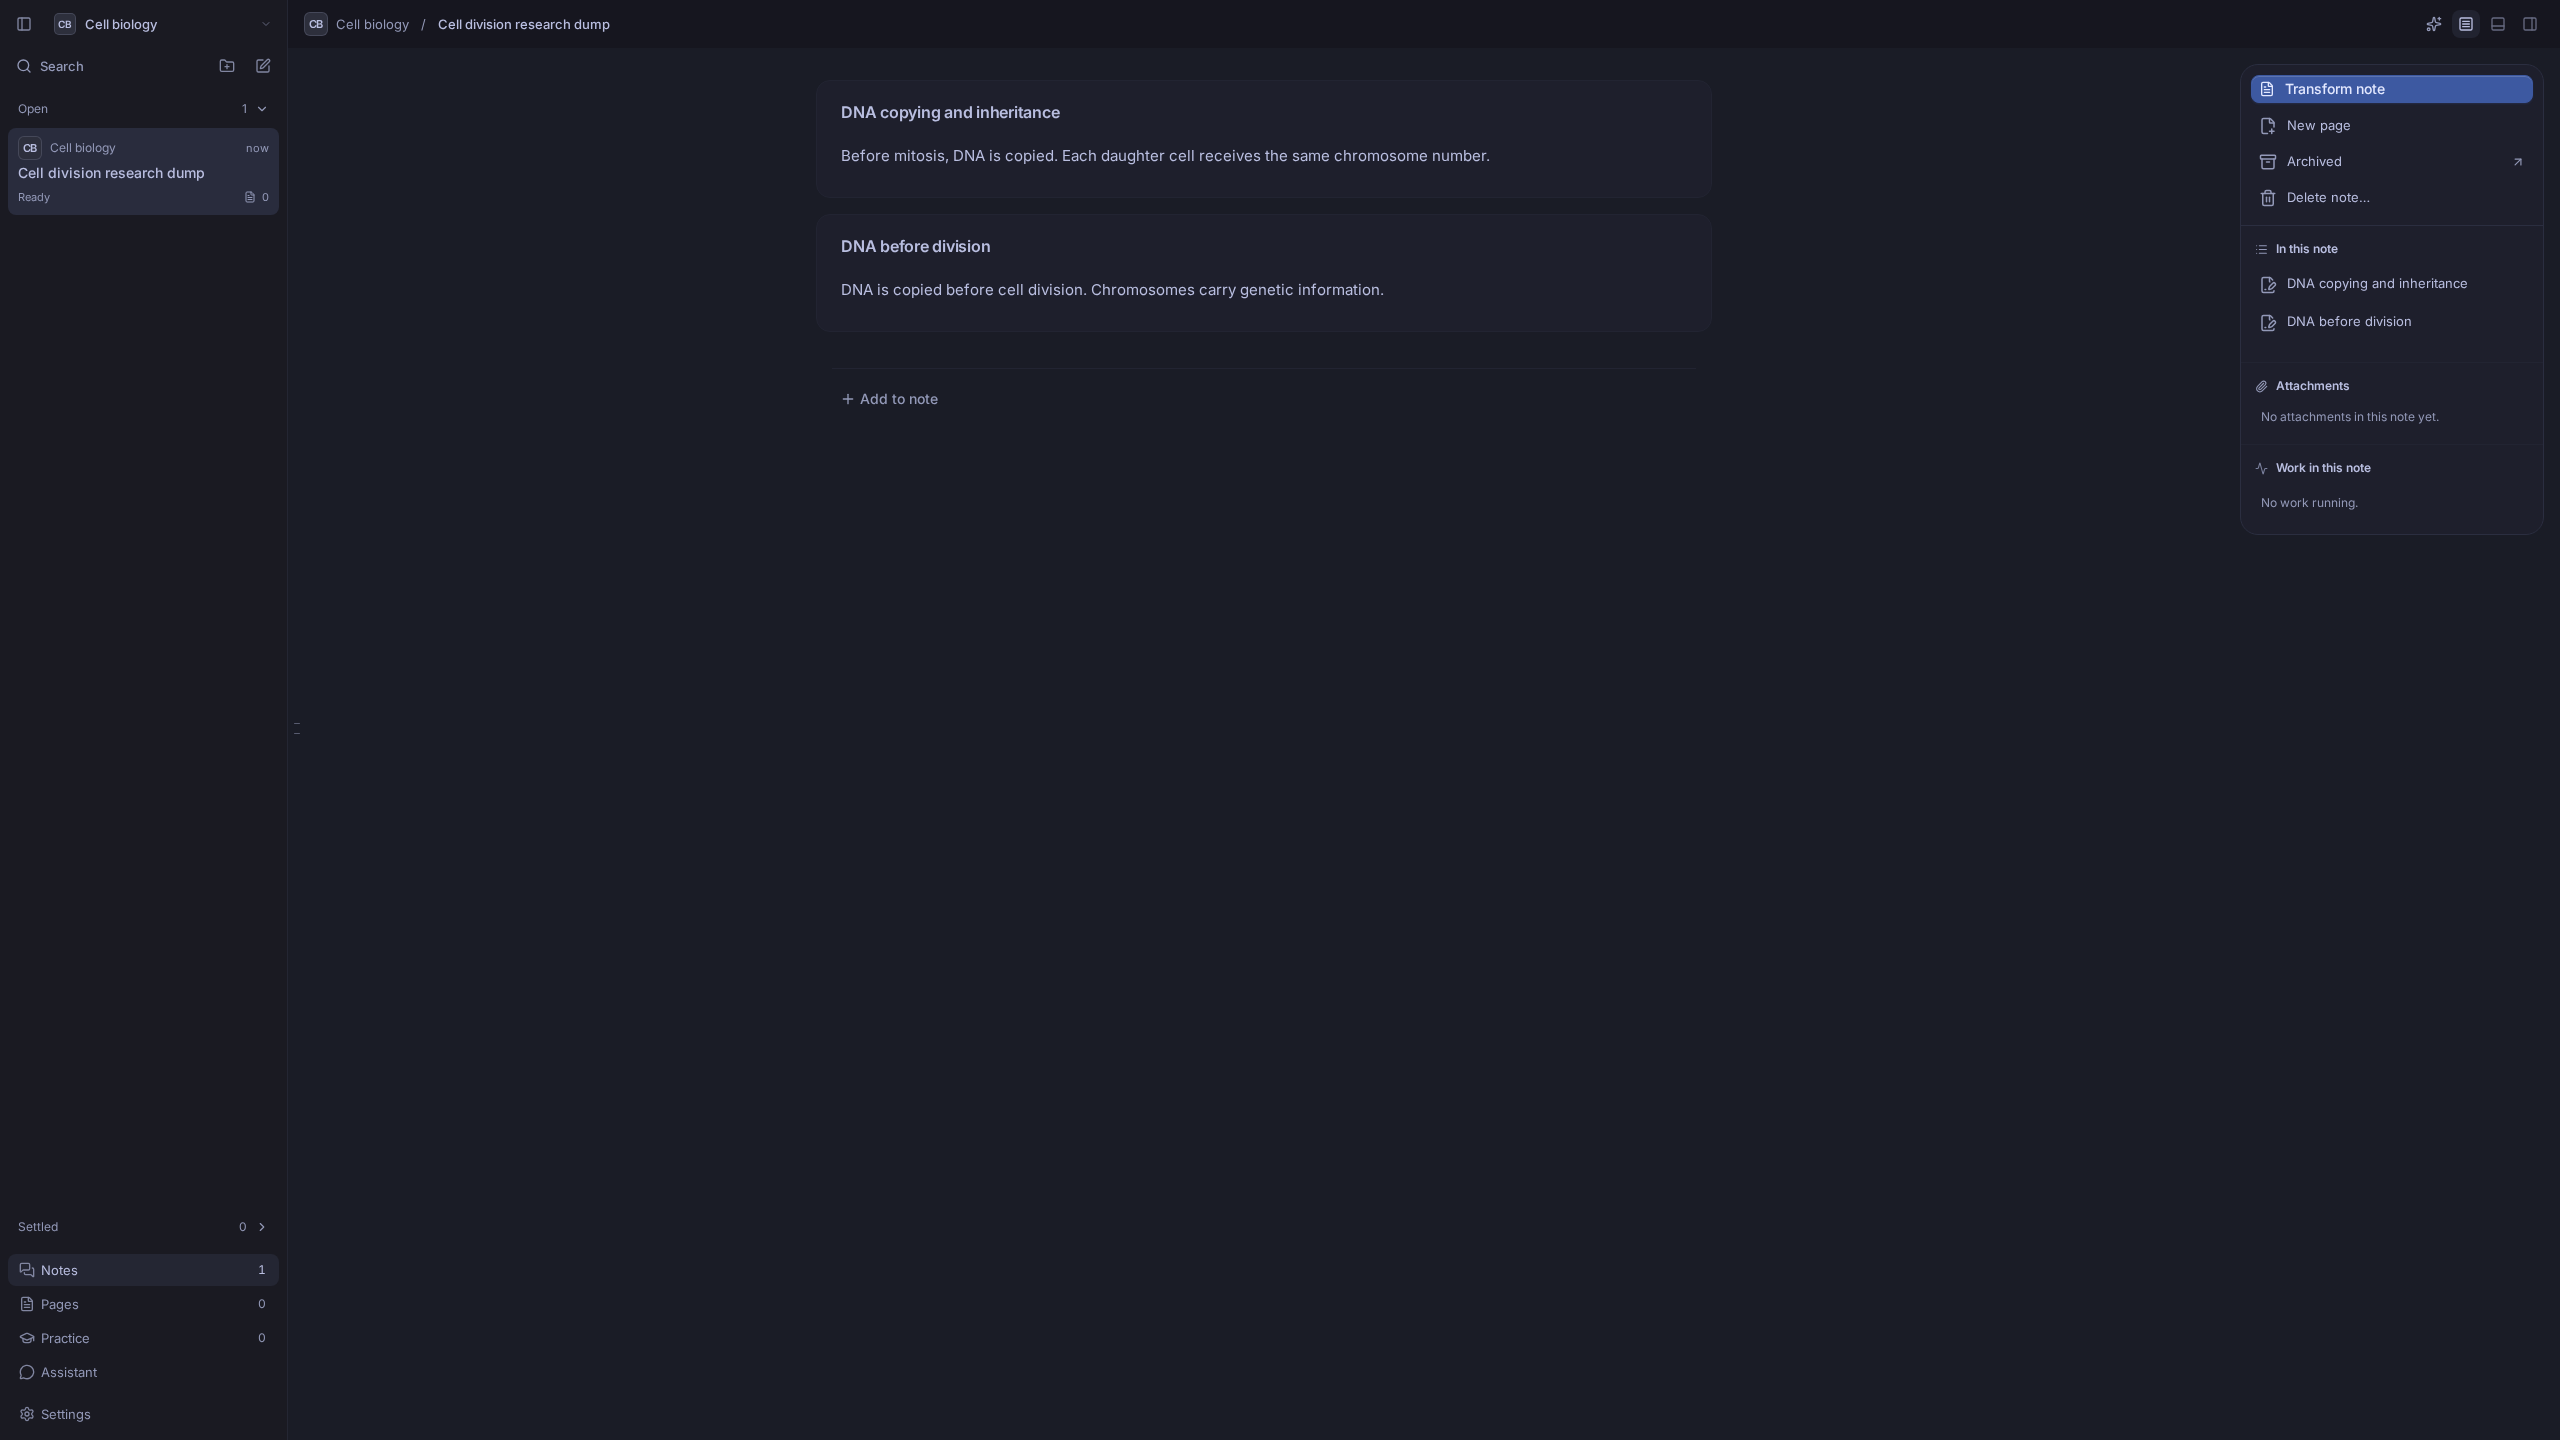 CB Cell biology
Search
Open 1
CB Cell biology now
Cell division research dump
Ready 0
Settled 0
Notes 1
Pages 0
Practice 0
Assistant
Settings
CB Cell biology / Cell division research dump
DNA copying and inheritance
Before mitosis, DNA is copied. Each daughter cell receives the same chromosome number.
DNA before division
DNA is copied before cell division. Chromosomes carry genetic information.
Add to note
Transform note
New page
Archived
Delete note...
In this note
DNA copying and inheritance
DNA before division
Attachments
No attachments in this note yet.
Work in this note
No work running.